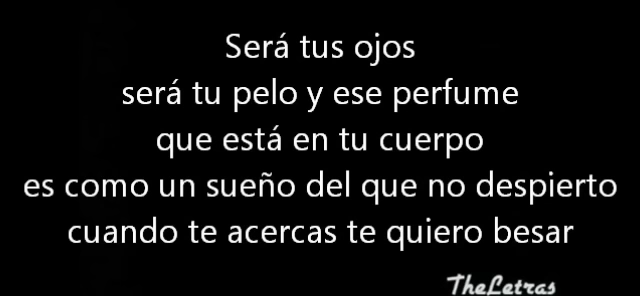 Será tus ojos
será tu pelo y ese perfume
que está en tu cuerpo
es como un sueño del que no despierto
cuando te acercas te quiero besar
TheLetras